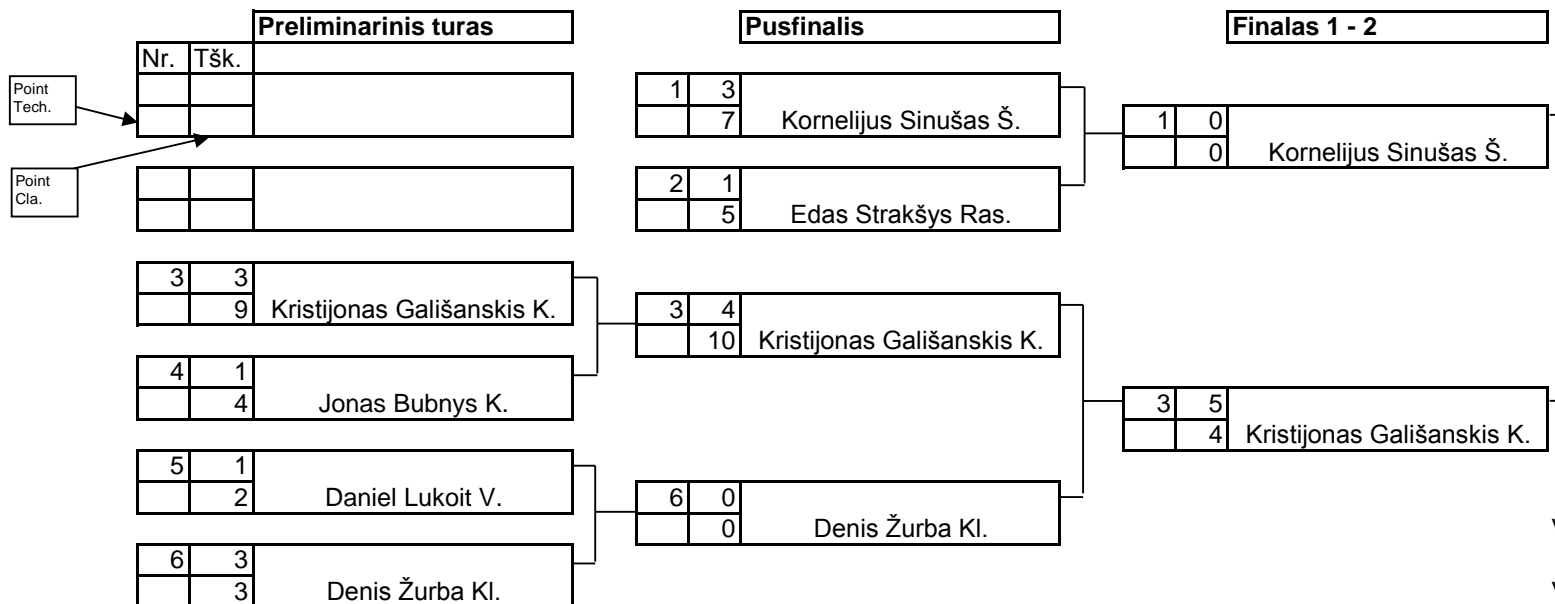 Preliminarinis turas Pusfinalis Finalas 1 - 2
Nr. Tšk.
Point
Tech.
Point
Cla.
3 3
9 Kristijonas Gališanskis K.
4 1
4 Jonas Bubnys K.
5 1
2 Daniel Lukoit V.
6 3
3 Denis Žurba Kl.
1 3
7 Kornelijus Sinušas Š.
2 1
5 Edas Strakšys Ras.
3 4
10 Kristijonas Gališanskis K.
6 0
0 Denis Žurba Kl.
1 0
0 Kornelijus Sinušas Š.
3 5
4 Kristijonas Gališanskis K.